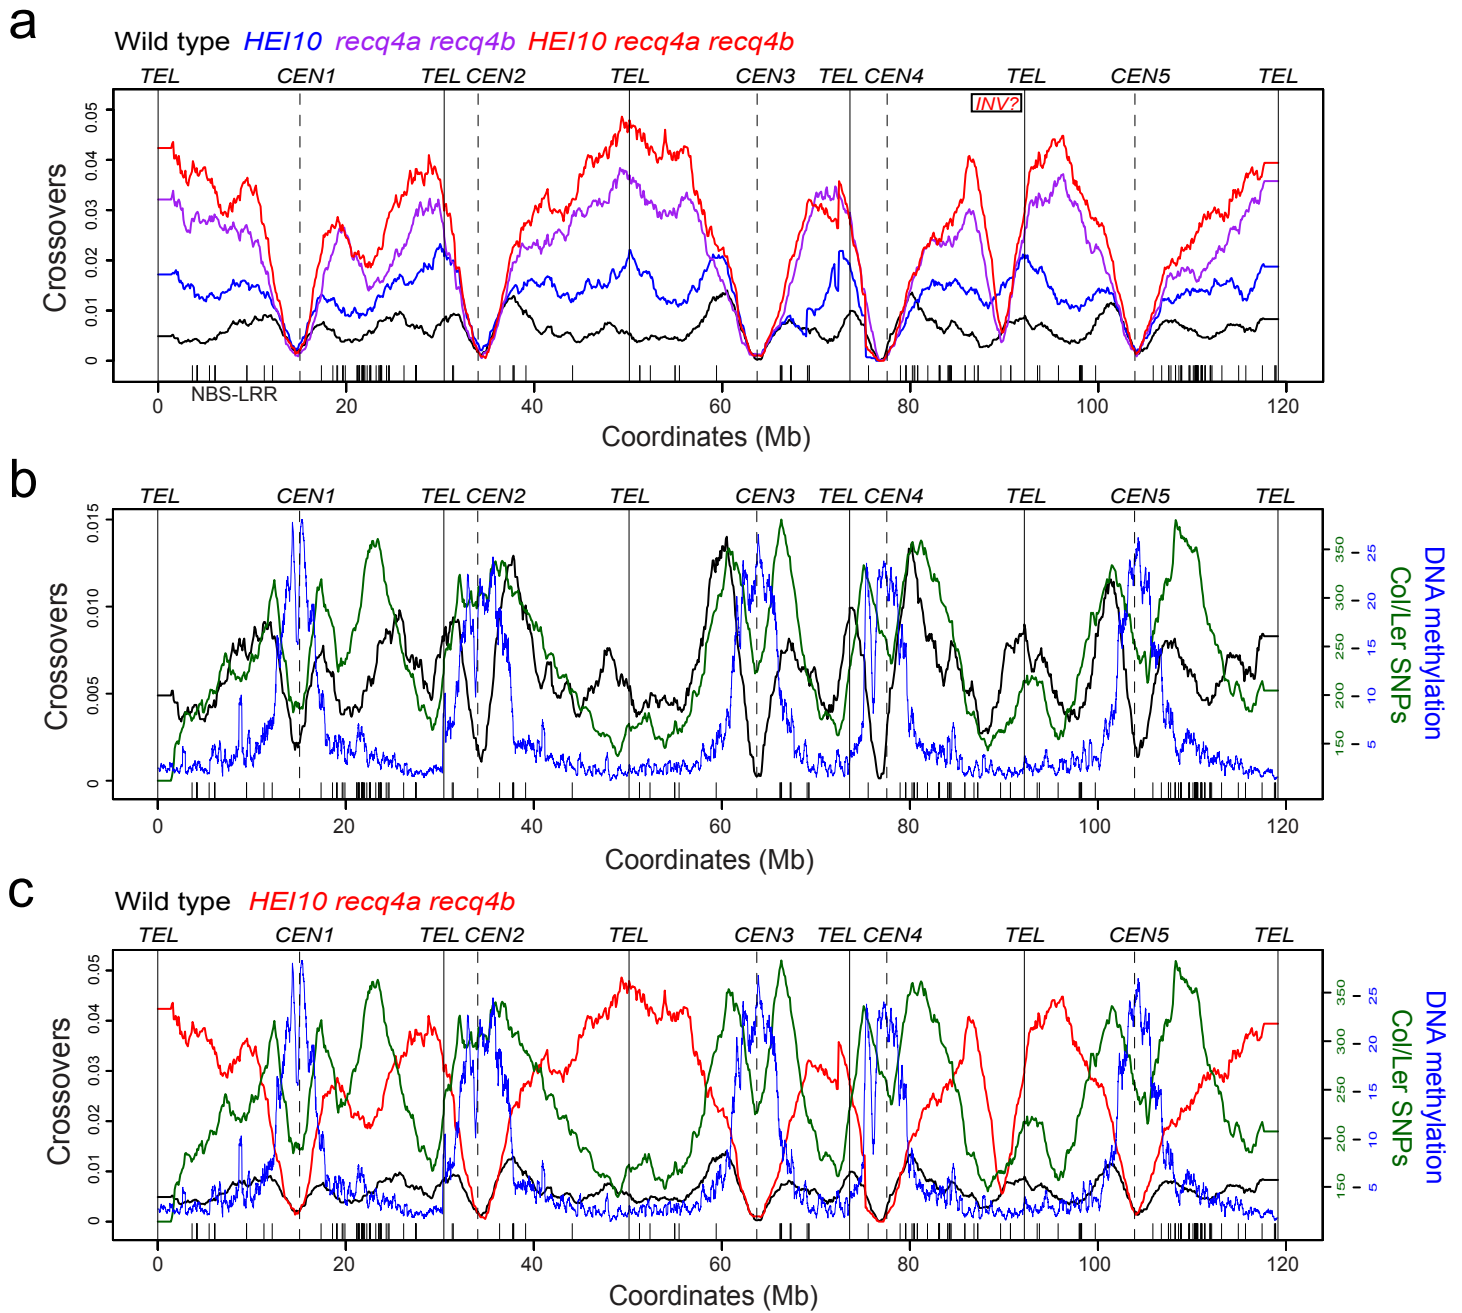 a
Wild type HEI10 recq4a recq4b HEI10 recq4a recq4b
TEL CEN1 TEL CEN2 TEL CEN3 TEL CEN4 TEL CEN5 TEL
INV?
Crossovers
0 0.01 0.02 0.03 0.04 0.05
NBS-LRR
0 20 40 60 80 100 120
Coordinates (Mb)
b
TEL CEN1 TEL CEN2 TEL CEN3 TEL CEN4 TEL CEN5 TEL
Crossovers
0 0.005 0.010 0.015
150 200 250 300 350
5 10 15 20 25
Col/Ler SNPs
DNA methylation
0 20 40 60 80 100 120
Coordinates (Mb)
c
Wild type HEI10 recq4a recq4b
TEL CEN1 TEL CEN2 TEL CEN3 TEL CEN4 TEL CEN5 TEL
Crossovers
0 0.01 0.02 0.03 0.04 0.05
150 200 250 300 350
5 10 15 20 25
Col/Ler SNPs
DNA methylation
0 20 40 60 80 100 120
Coordinates (Mb)